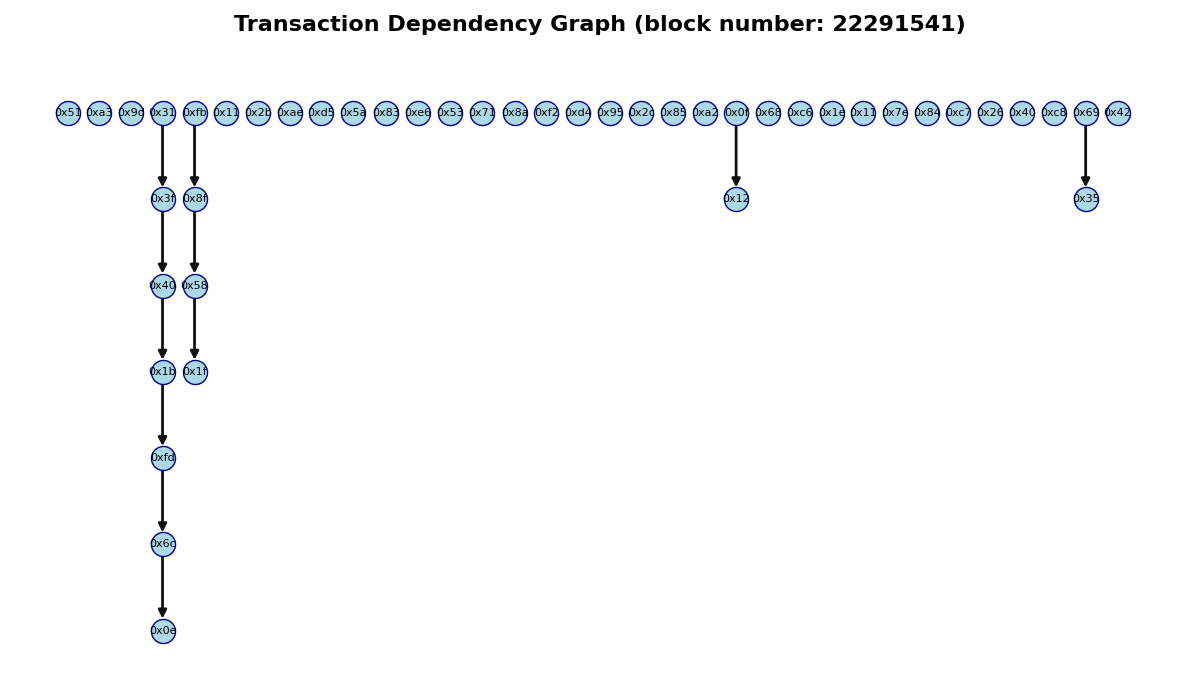 Transaction Dependency Graph (block number: 22291541)
0x51 0xa3 0x9d 0x31 0xfb 0x11 0x2b 0xae 0xd5 0x5a 0x83 0xe6 0x53 0x71 0x8a 0xf2 0xd4 0x95 0x2c 0x85 0xa2 0x0f 0x68 0xc6 0x1e 0x11 0x7e 0x84 0xc7 0x26 0x40 0xc8 0x69 0x42
0x3f 0x8f 0x12 0x35
0x40 0x58
0x1b 0x1f
0xfd
0x6c
0x0e